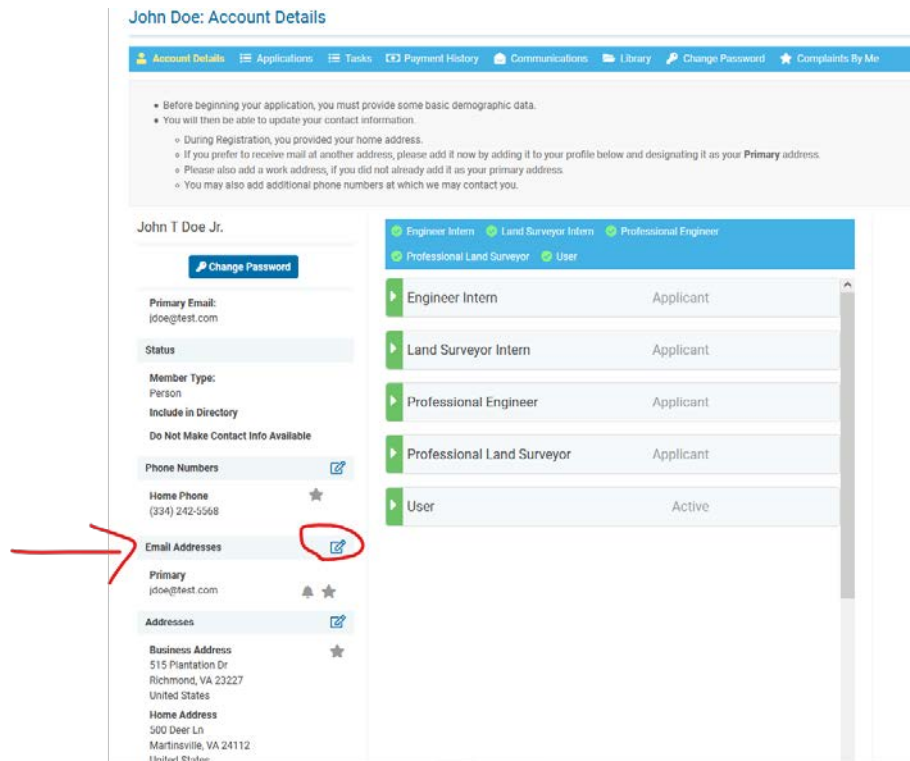 John Doe: Account Details
Account Details Applications Tasks Payment History Communications Library Change Password Complaints By Me
Before beginning your application, you must provide some basic demographic data.
You will then be able to update your contact information.
During Registration, you provided your home address.
If you prefer to receive mail at another address, please add it now by adding it to your profile below and designating it as your Primary address.
Please also add a work address, if you did not already add it as your primary address.
You may also add additional phone numbers at which we may contact you.
John T Doe Jr.
Change Password
Primary Email:
jdoe@test.com
Status
Member Type:
Person
Include in Directory
Do Not Make Contact Info Available
Phone Numbers
Home Phone
(334) 242-5568
Email Addresses
Primary
jdoe@test.com
Addresses
Business Address
515 Plantation Dr
Richmond, VA 23227
United States
Home Address
500 Deer Ln
Martinsville, VA 24112
United States
Engineer Intern Land Surveyor Intern Professional Engineer
Professional Land Surveyor User
Engineer Intern Applicant
Land Surveyor Intern Applicant
Professional Engineer Applicant
Professional Land Surveyor Applicant
User Active